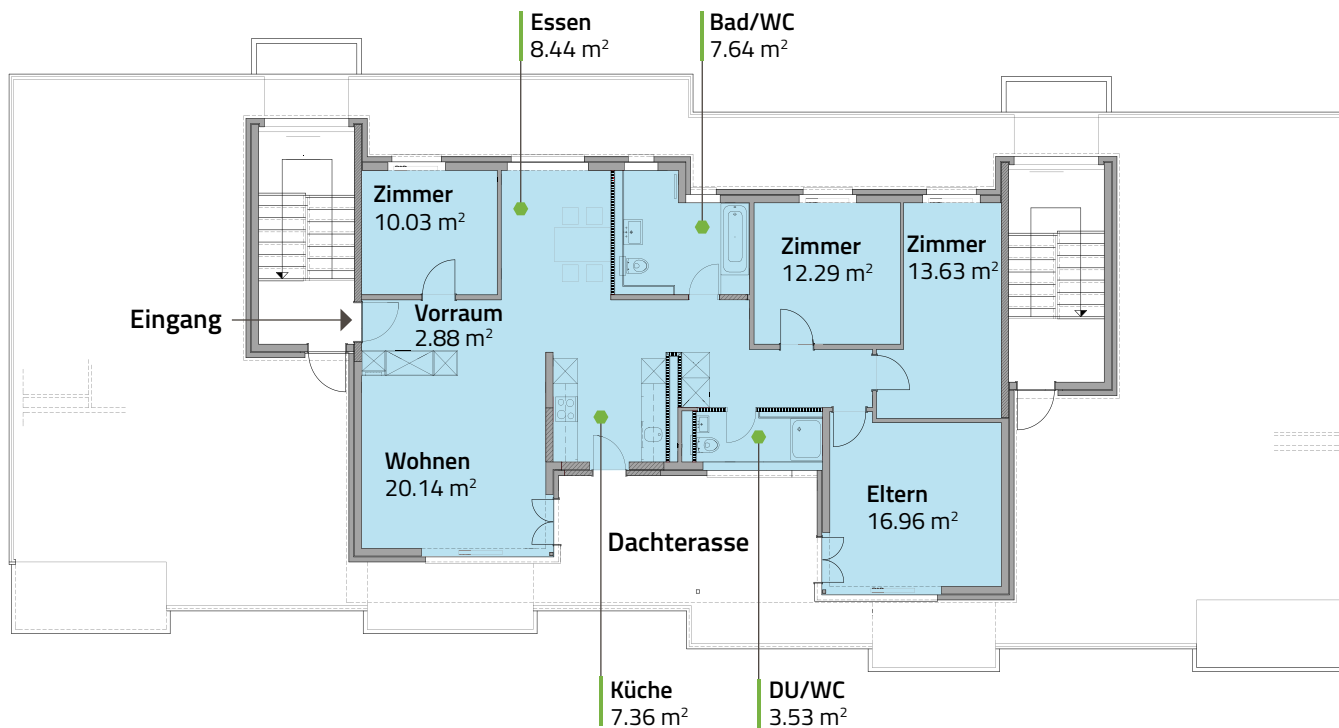 Essen
8.44 m²
Bad/WC
7.64 m²
Zimmer
10.03 m²
Zimmer
12.29 m²
Zimmer
13.63 m²
Eingang
Vorraum
2.88 m²
Wohnen
20.14 m²
Eltern
16.96 m²
Dachterasse
Küche
7.36 m²
DU/WC
3.53 m²